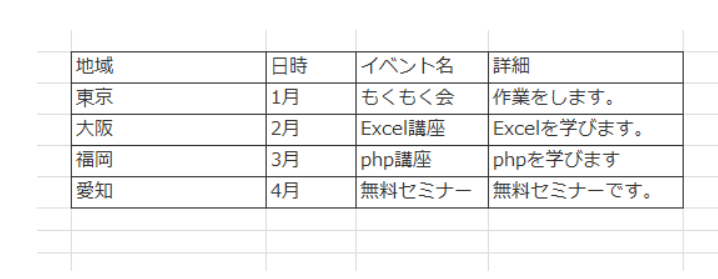 地域 日時 イベント名 詳細
東京 1月 もくもく会 作業をします。
大阪 2月 Excel講座 Excelを学びます。
福岡 3月 php講座 phpを学びます
愛知 4月 無料セミナー 無料セミナーです。